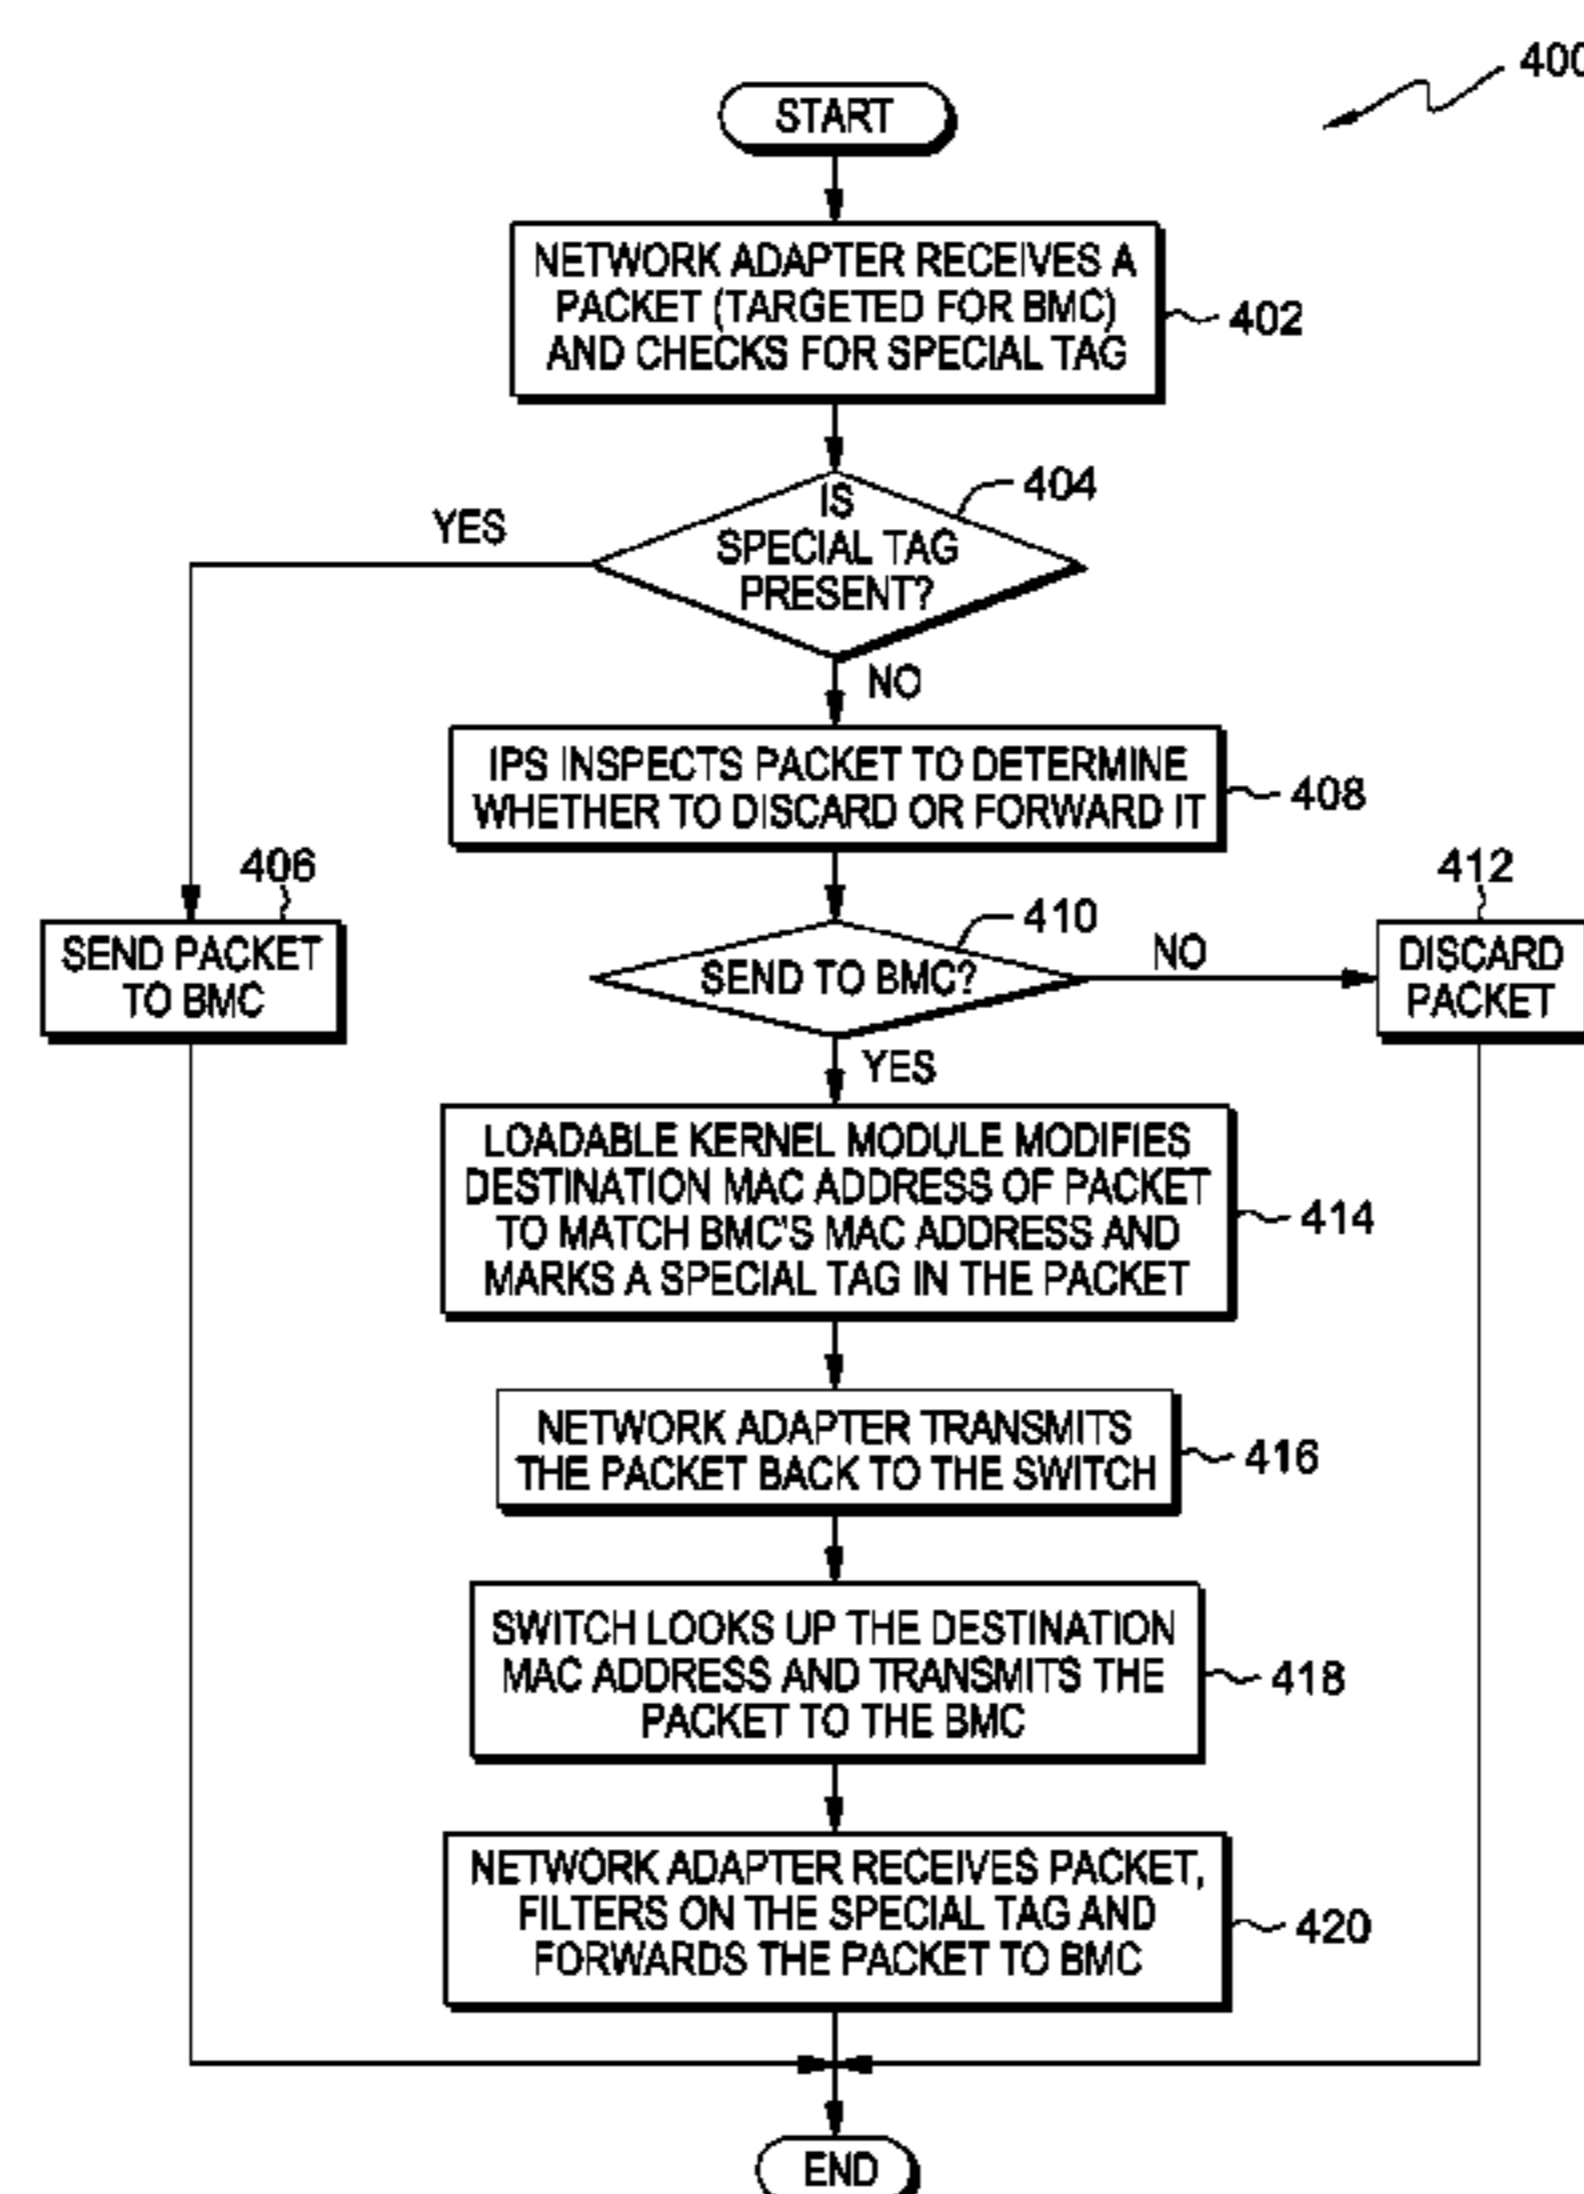 400
START
NETWORK ADAPTER RECEIVES A
PACKET (TARGETED FOR BMC)
AND CHECKS FOR SPECIAL TAG
402
404
IS
SPECIAL TAG
PRESENT?
YES
NO
IPS INSPECTS PACKET TO DETERMINE
WHETHER TO DISCARD OR FORWARD IT
408
406
SEND PACKET
TO BMC
410
SEND TO BMC?
NO
412
DISCARD
PACKET
YES
LOADABLE KERNEL MODULE MODIFIES
DESTINATION MAC ADDRESS OF PACKET
TO MATCH BMC'S MAC ADDRESS AND
MARKS A SPECIAL TAG IN THE PACKET
414
NETWORK ADAPTER TRANSMITS
THE PACKET BACK TO THE SWITCH
416
SWITCH LOOKS UP THE DESTINATION
MAC ADDRESS AND TRANSMITS THE
PACKET TO THE BMC
418
NETWORK ADAPTER RECEIVES PACKET,
FILTERS ON THE SPECIAL TAG AND
FORWARDS THE PACKET TO BMC
420
END